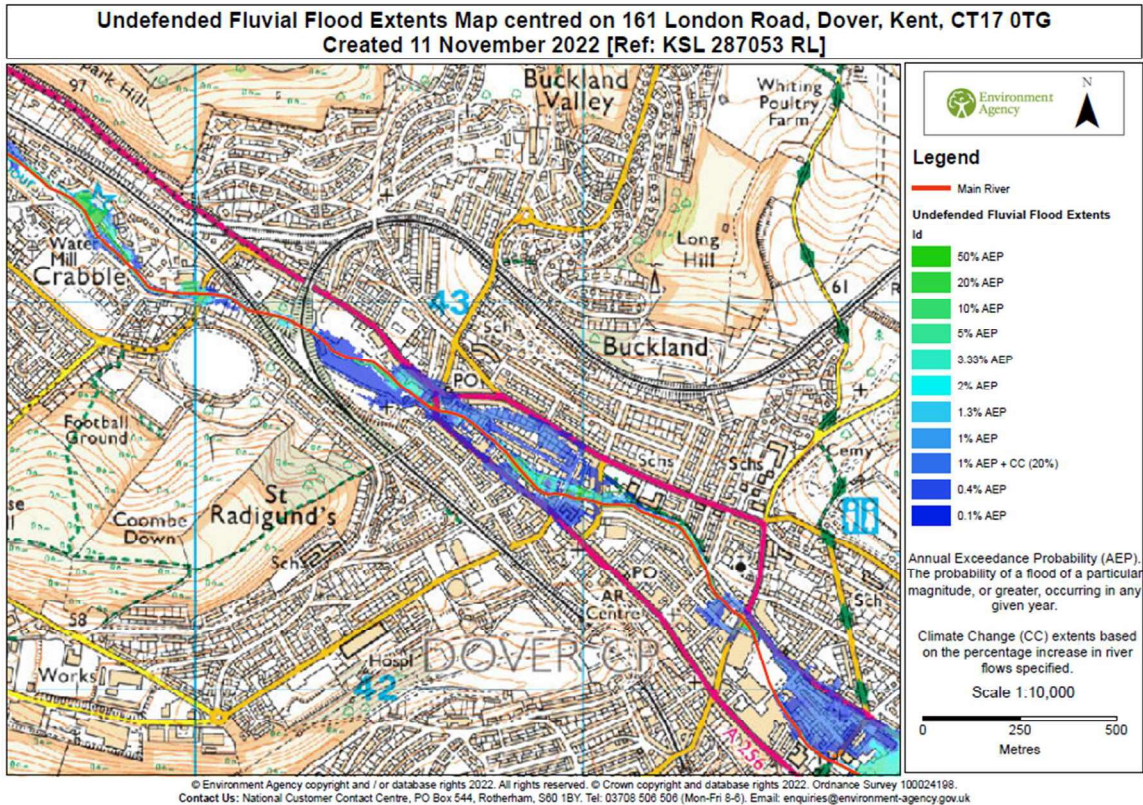 Undefended Fluvial Flood Extents Map centred on 161 London Road, Dover, Kent, CT17 0TG
Created 11 November 2022 [Ref: KSL 287053 RL]
97
Park Hill
Buckland
Valley
Whiting
Poultry
Farm
our
Water
Mill
Crabble
Long
Hill
61
43
Sch
Buckland
PO
Football
Ground
Schs
Schs
Cemy
St
Radigund's
Coombe
Down
Sch
PO
AR
Centre
Sch
58
Hospl
DOVER CP
42
Works
A 256
Environment
Agency
N
Legend
Main River
Undefended Fluvial Flood Extents
Id
50% AEP
20% AEP
10% AEP
5% AEP
3.33% AEP
2% AEP
1.3% AEP
1% AEP
1% AEP + CC (20%)
0.4% AEP
0.1% AEP
Annual Exceedance Probability (AEP).
The probability of a flood of a particular
magnitude, or greater, occurring in any
given year.
Climate Change (CC) extents based
on the percentage increase in river
flows specified.
Scale 1:10,000
0 250 500
Metres
© Environment Agency copyright and / or database rights 2022. All rights reserved. © Crown copyright and database rights 2022. Ordnance Survey 100024198.
Contact Us: National Customer Contact Centre, PO Box 544, Rotherham, S60 1BY. Tel: 03708 506 506 (Mon-Fri 8-6). Email: enquiries@environment-agency.gov.uk